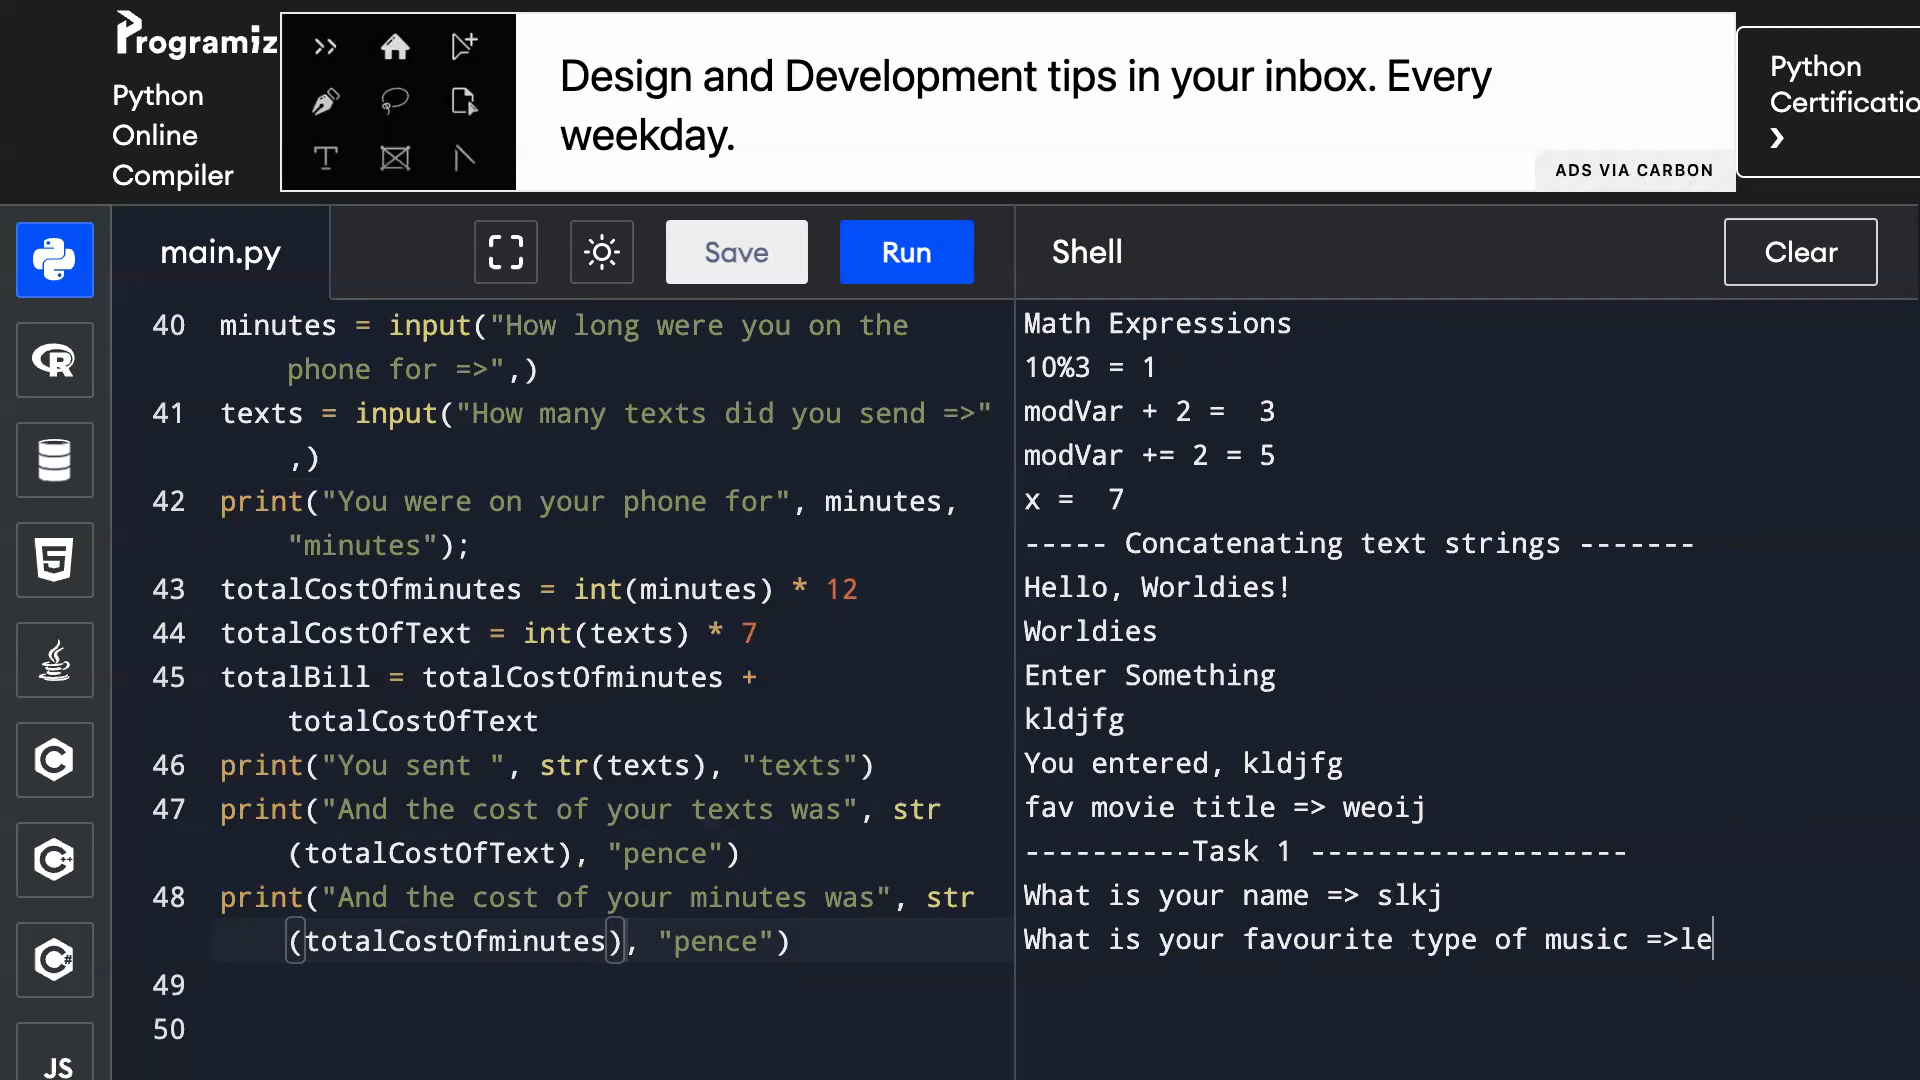 Programiz
Python
Online
Compiler
Design and Development tips in your inbox. Every
weekday.
ADS VIA CARBON
Python
Certificatio
main.py
Save
Run
Shell
Clear
40 minutes = input("How long were you on the
phone for =>",)
41 texts = input("How many texts did you send =>"
,)
42 print("You were on your phone for", minutes,
"minutes");
43 totalCostOfminutes = int(minutes) * 12
44 totalCostOfText = int(texts) * 7
45 totalBill = totalCostOfminutes +
totalCostOfText
46 print("You sent ", str(texts), "texts")
47 print("And the cost of your texts was", str
(totalCostOfText), "pence")
48 print("And the cost of your minutes was", str
(totalCostOfminutes), "pence")
49
50
Math Expressions
10%3 = 1
modVar + 2 =  3
modVar += 2 = 5
x =  7
----- Concatenating text strings -------
Hello, Worldies!
Worldies
Enter Something
kldjfg
You entered, kldjfg
fav movie title => weoij
----------Task 1 -------------------
What is your name => slkj
What is your favourite type of music =>le
JS